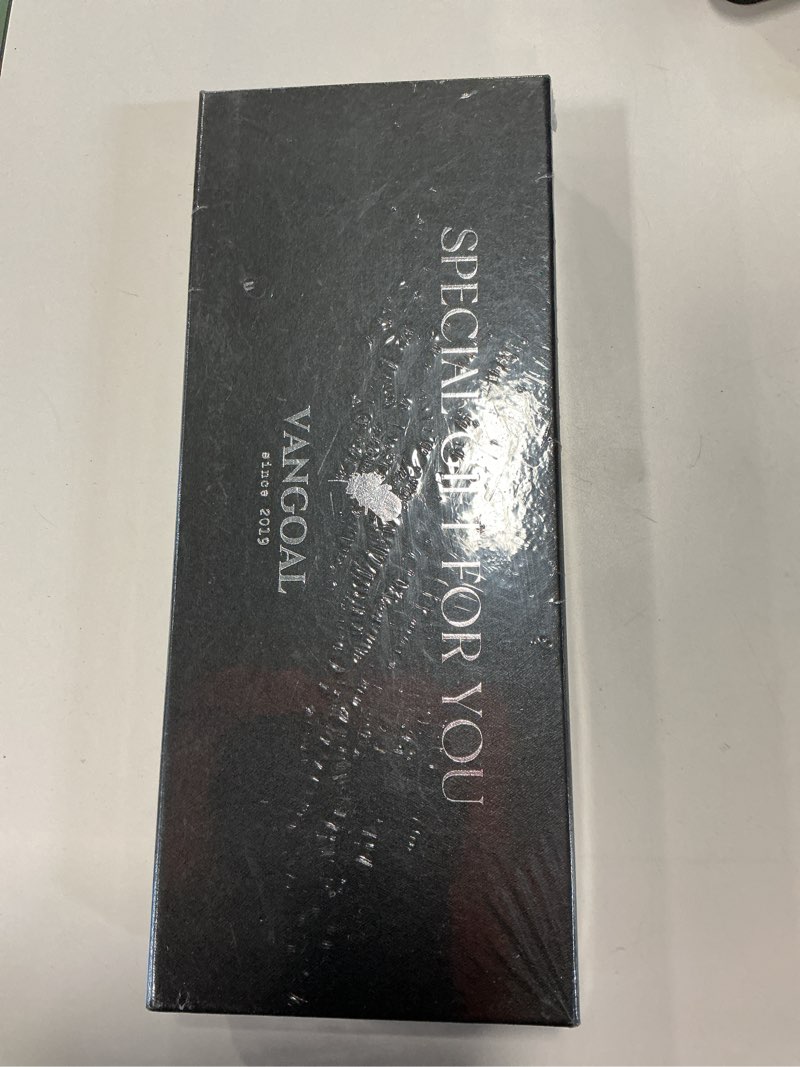 SPECIAL GIFT FOR YOU
VANGOAL
since 2019